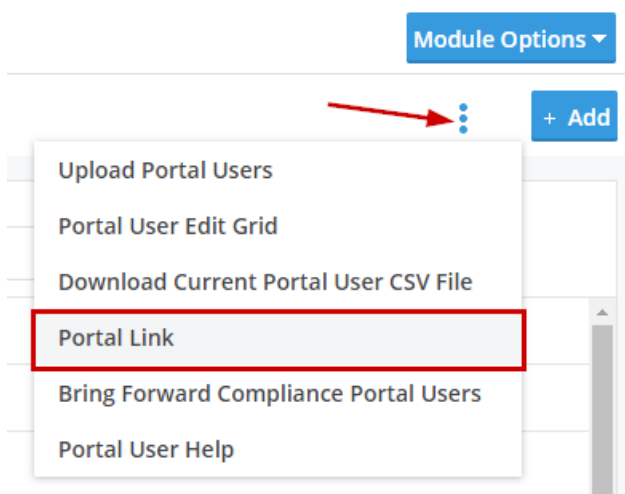 Module Options
+ Add
Upload Portal Users
Portal User Edit Grid
Download Current Portal User CSV File
Portal Link
Bring Forward Compliance Portal Users
Portal User Help